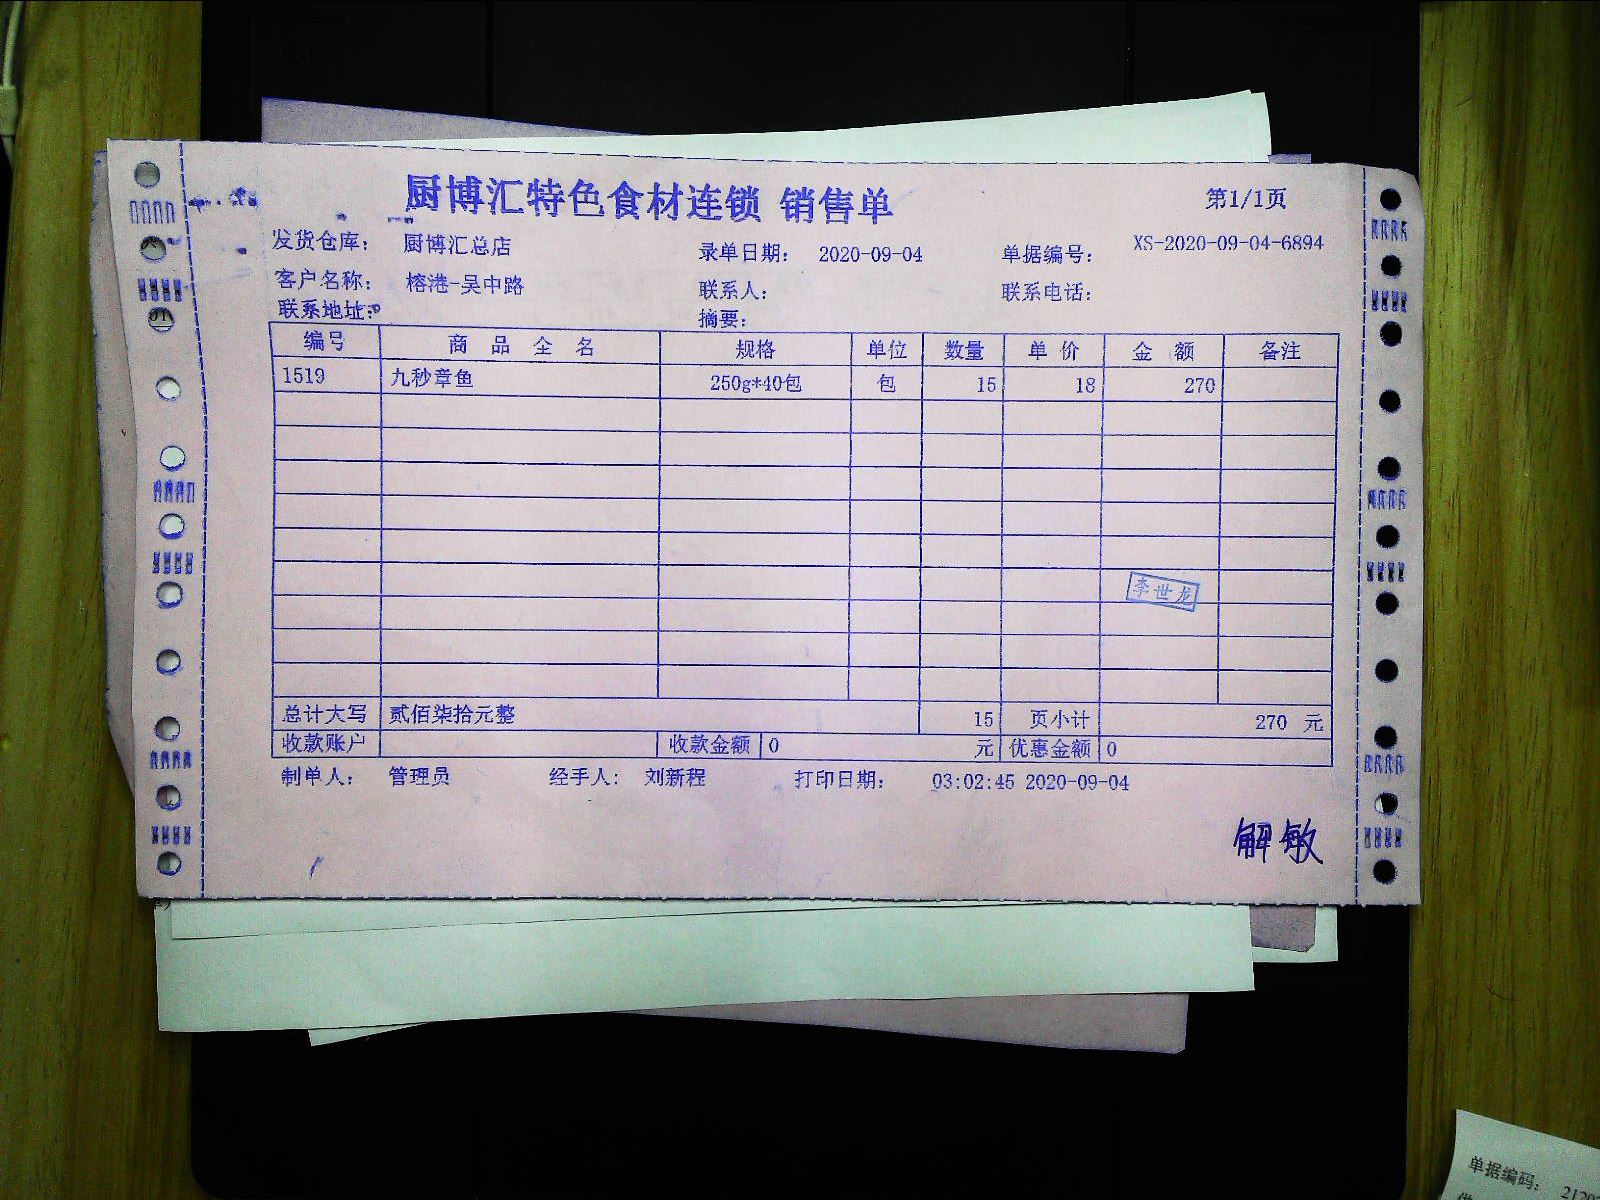 厨博汇特色食材连锁 销售单
第1/1页
发货仓库： 厨博汇总店 录单日期： 2020-09-04 单据编号： XS-2020-09-04-6894
客户名称： 榕港-吴中路 联系人： 联系电话：
联系地址： 摘要：
编号 商 品 全 名 规格 单位 数量 单 价 金 额 备注
1519 九秒章鱼 250g*40包 包 15 18 270
李世龙
总计大写 贰佰柒拾元整 15 页小计 270 元
收款账户 收款金额 0 元 优惠金额 0
制单人： 管理员 经手人： 刘新程 打印日期： 03:02:45 2020-09-04
解敏
单据编码：